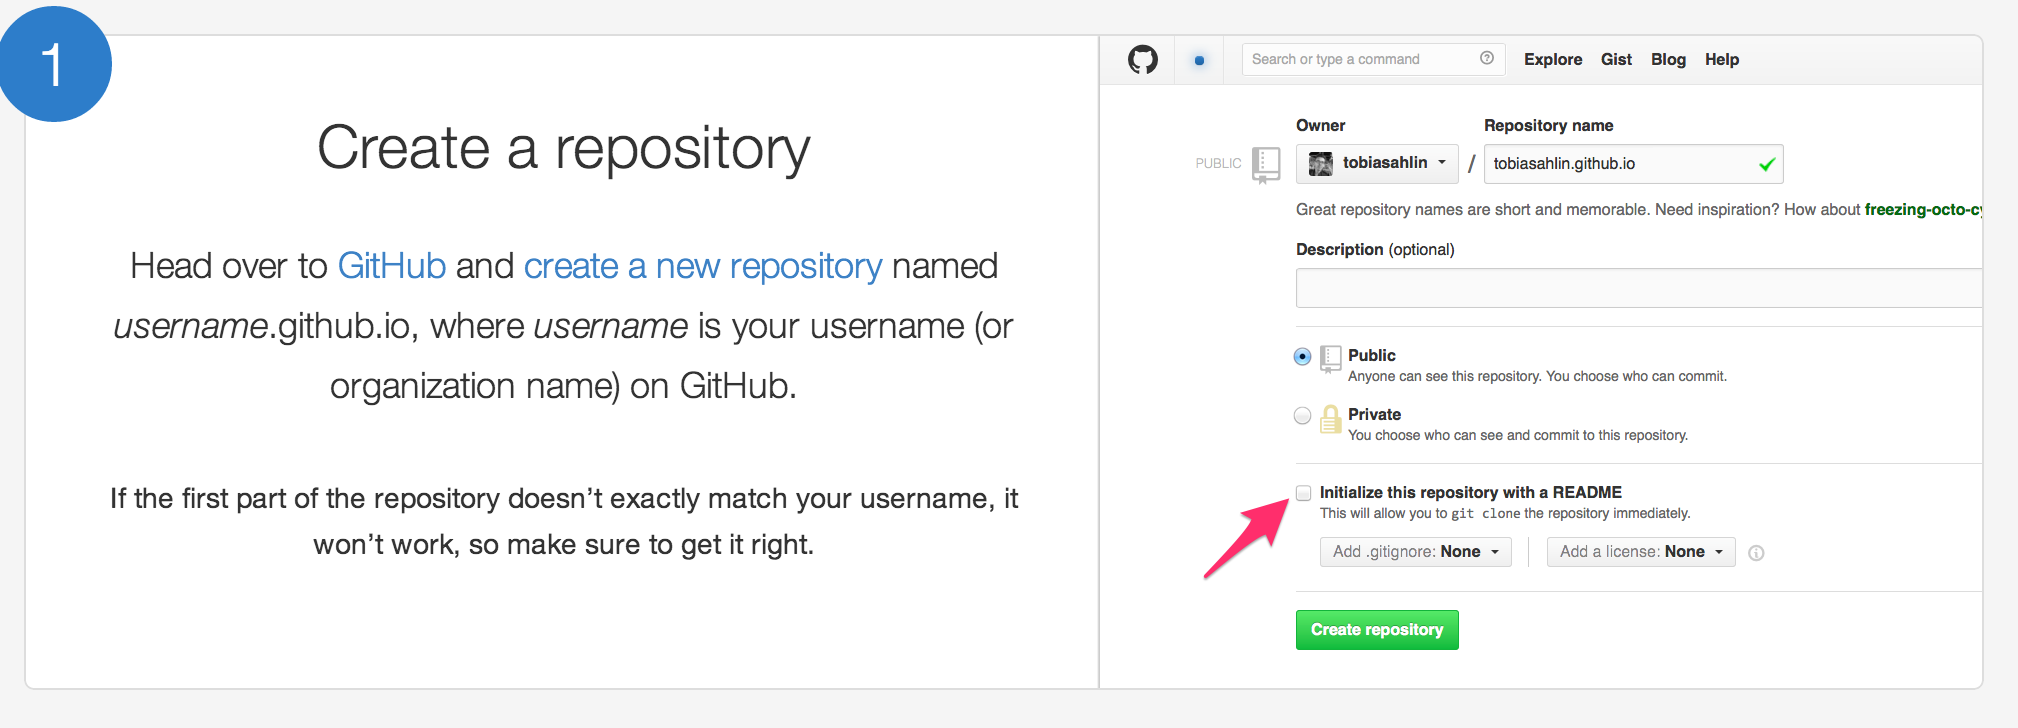 1
Create a repository
Head over to GitHub and create a new repository named
username.github.io, where username is your username (or
organization name) on GitHub.
If the first part of the repository doesn’t exactly match your username, it
won’t work, so make sure to get it right.
Search or type a command
Explore Gist Blog Help
Owner Repository name
PUBLIC tobiasahlin / tobiasahlin.github.io
Great repository names are short and memorable. Need inspiration? How about freezing-octo-
Description (optional)
Public
Anyone can see this repository. You choose who can commit.
Private
You choose who can see and commit to this repository.
Initialize this repository with a README
This will allow you to git clone the repository immediately.
Add .gitignore: None Add a license: None
Create repository